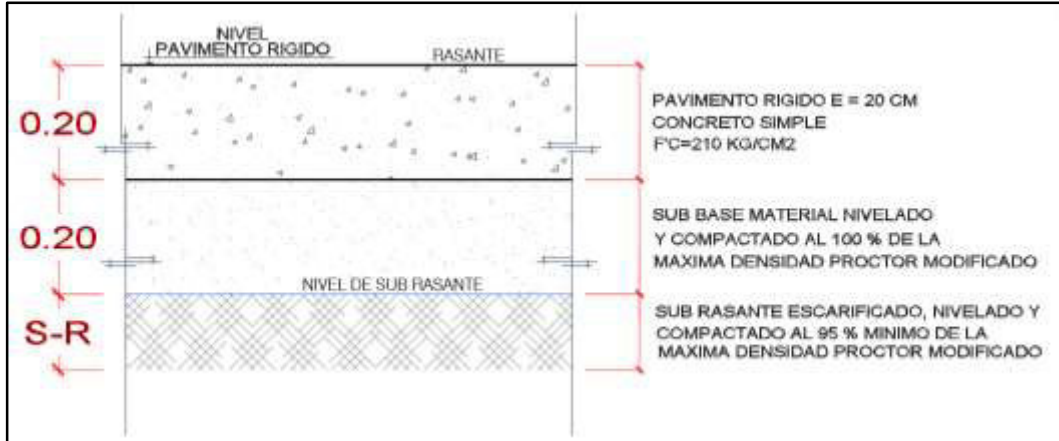 NIVEL
PAVIMENTO RIGIDO
RASANTE
0.20
PAVIMENTO RIGIDO E = 20 CM
CONCRETO SIMPLE
F'C=210 KG/CM2
0.20
SUB BASE MATERIAL NIVELADO
Y COMPACTADO AL 100 % DE LA
MAXIMA DENSIDAD PROCTOR MODIFICADO
NIVEL DE SUB RASANTE
S-R
SUB RASANTE ESCARIFICADO, NIVELADO Y
COMPACTADO AL 95 % MINIMO DE LA
MAXIMA DENSIDAD PROCTOR MODIFICADO